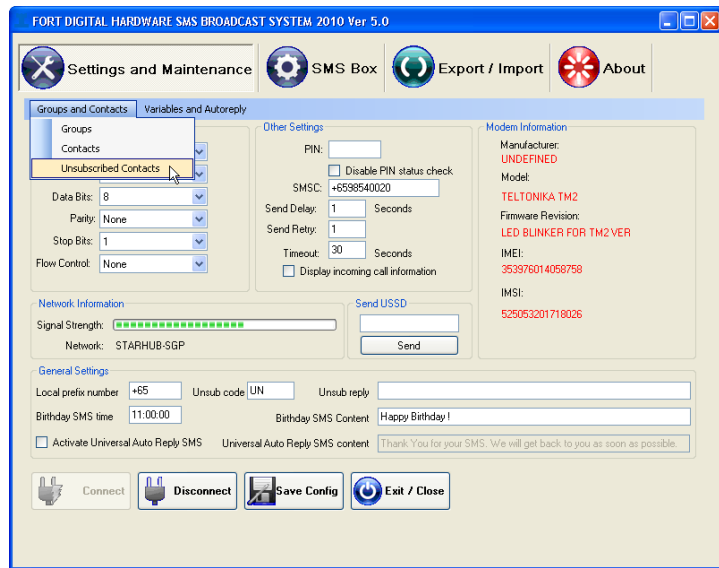 FORT DIGITAL HARDWARE SMS BROADCAST SYSTEM 2010 Ver 5.0
Settings and Maintenance
SMS Box
Export / Import
About
Groups and Contacts
Variables and Autoreply
Groups
Contacts
Unsubscribed Contacts
Data Bits: 8
Parity: None
Stop Bits: 1
Flow Control: None
Other Settings
PIN:
Disable PIN status check
SMSC: +6598540020
Send Delay: 1 Seconds
Send Retry: 1
Timeout: 30 Seconds
Display incoming call information
Modem Information
Manufacturer:
UNDEFINED
Model:
TELTONIKA TM2
Firmware Revision:
LED BLINKER FOR TM2 VER
IMEI:
353976014058758
IMSI:
525053201718026
Network Information
Signal Strength:
Network: STARHUB-SGP
Send USSD
Send
General Settings
Local prefix number +65 Unsub code UN Unsub reply
Birthday SMS time 11:00:00 Birthday SMS Content Happy Birthday !
Activate Universal Auto Reply SMS Universal Auto Reply SMS content Thank You for your SMS. We will get back to you as soon as possible.
Connect
Disconnect
Save Config
Exit / Close